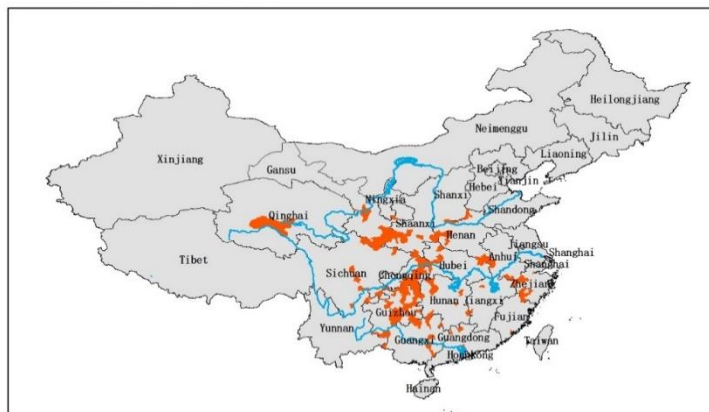 Heilongjiang
Neimenggu
Jilin
Xinjiang
Liaoning
Gansu
Beijing
Tianjin
Hebei
Ningxia
Shanxi
Shandong
Qinghai
Shaanxi
Henan
Jiangsu
Shanghai
Anhui
Shanghai
Tibet
Sichuan
Chongqing
Hubei
Zhejiang
Hunan
Jiangxi
Guizhou
Fujian
Yunnan
Guangxi
Guangdong
Taiwan
Hainan